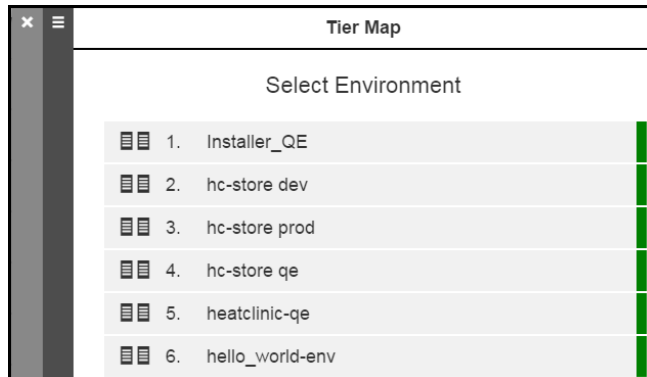 Tier Map
Select Environment
1. Installer_QE
2. hc-store dev
3. hc-store prod
4. hc-store qe
5. heatclinic-qe
6. hello_world-env